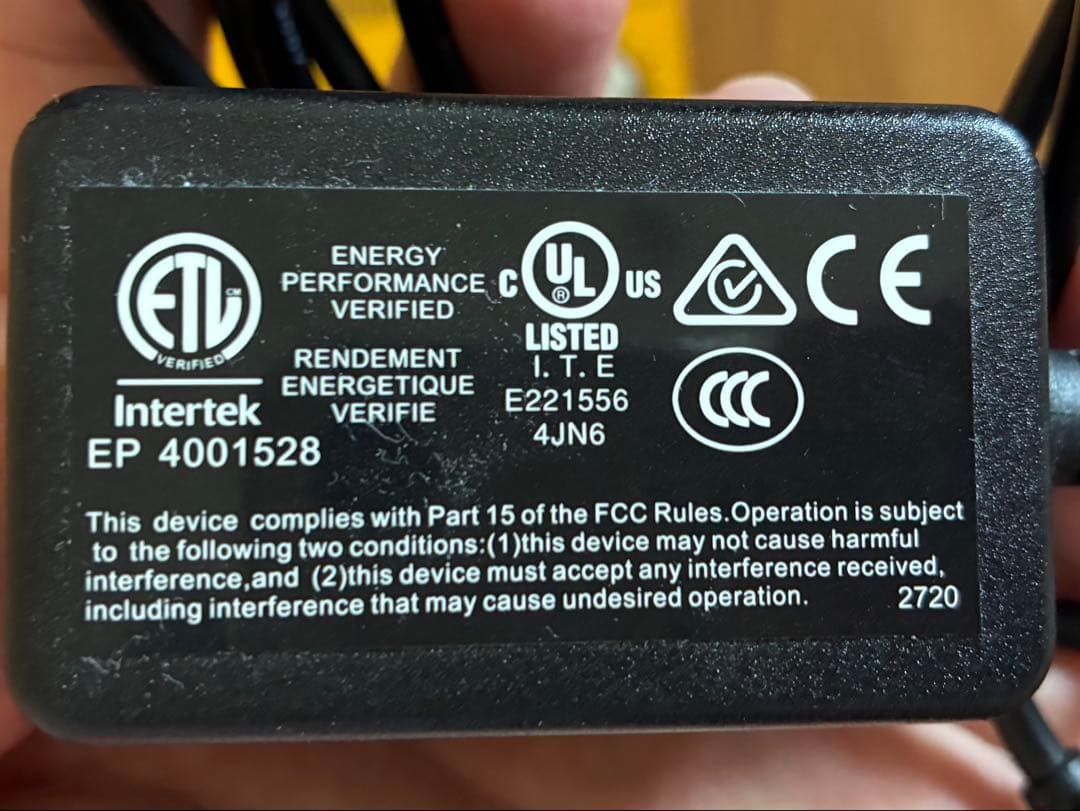 ETL CM
VERIFIED
Intertek
EP 4001528
ENERGY
PERFORMANCE
VERIFIED
RENDEMENT
ENERGETIQUE
VERIFIE
C UL ® US
LISTED
I. T. E
E221556
4JN6
CE
CCC
This device complies with Part 15 of the FCC Rules.Operation is subject
to the following two conditions:(1)this device may not cause harmful
interference,and (2)this device must accept any interference received,
including interference that may cause undesired operation. 2720